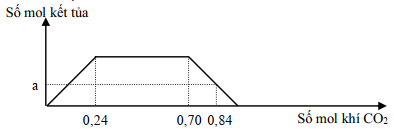 Số mol kết tủa
a
0,24 0,70 0,84 Số mol khí CO₂